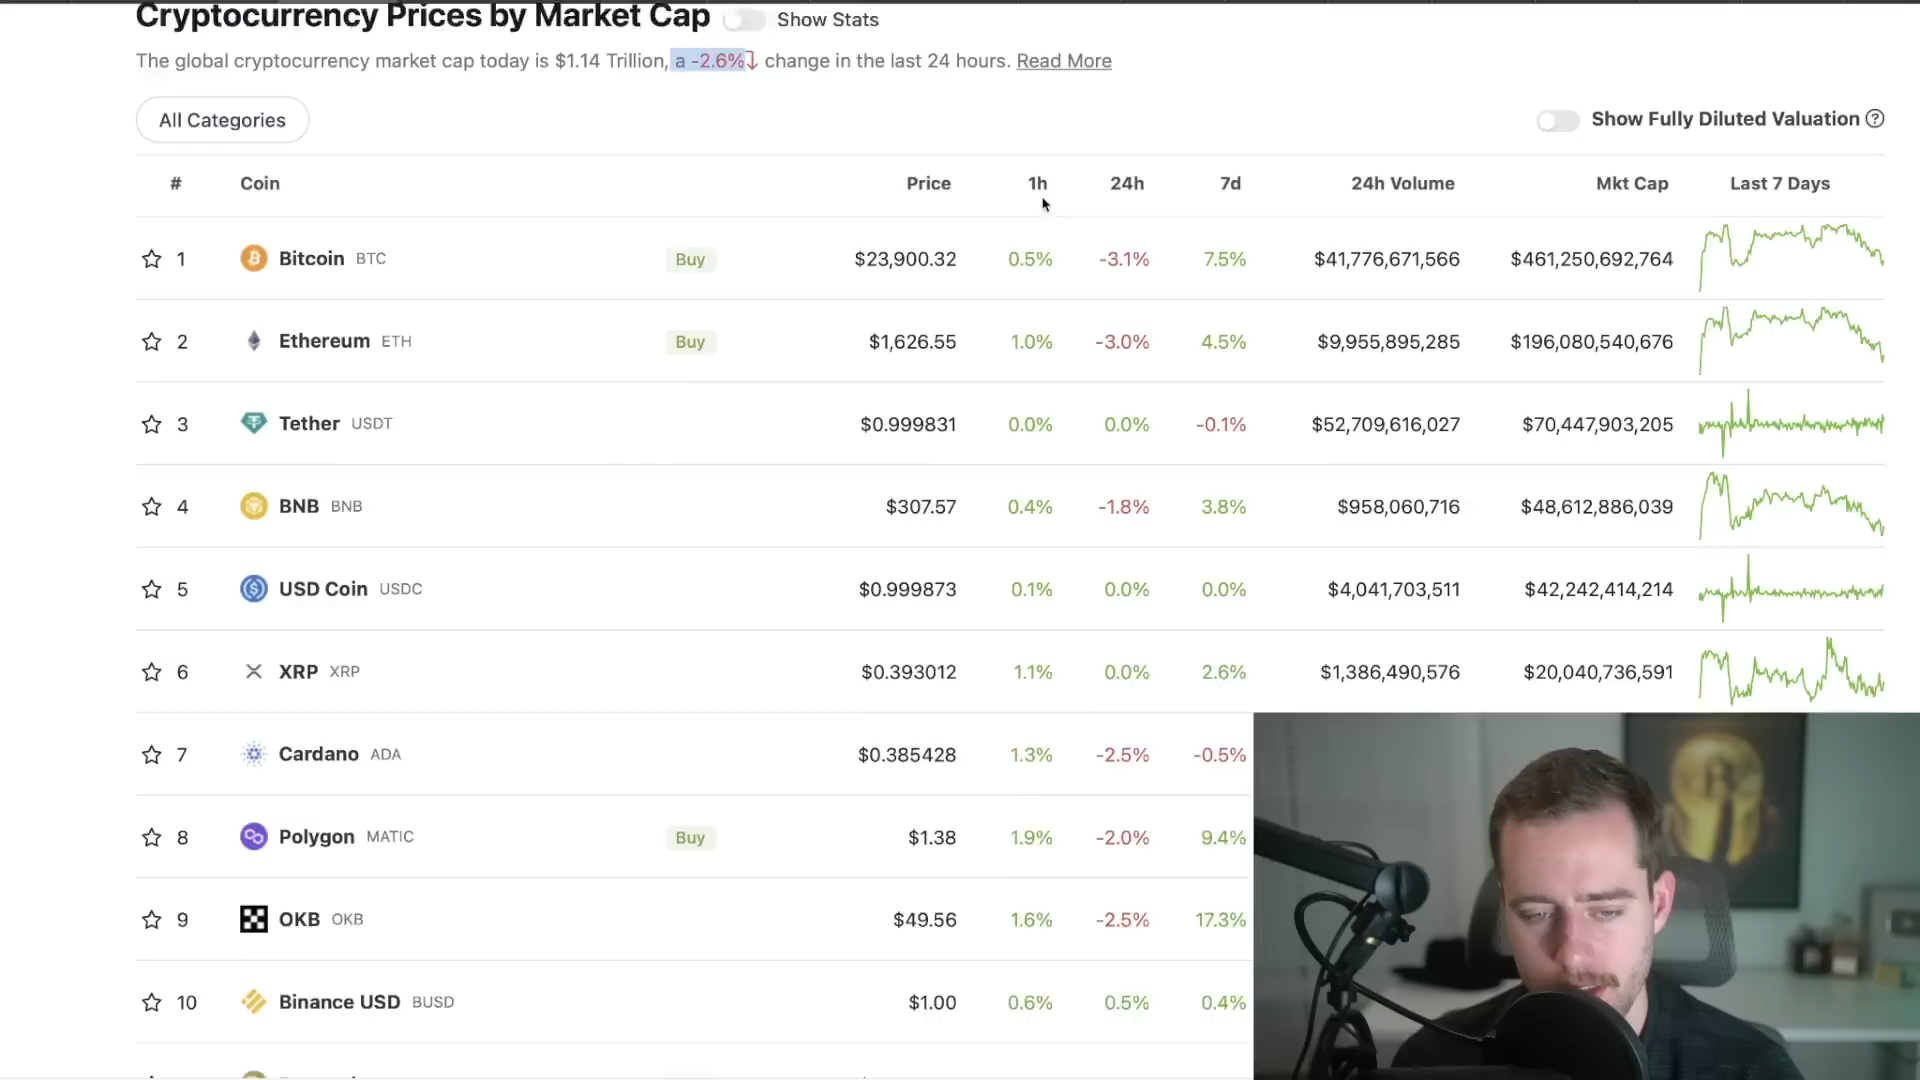 Cryptocurrency Prices by Market Cap Show Stats
The global cryptocurrency market cap today is $1.14 Trillion, a -2.6% change in the last 24 hours. Read More
All Categories Show Fully Diluted Valuation ?
# Coin Price 1h 24h 7d 24h Volume Mkt Cap Last 7 Days
1 Bitcoin BTC Buy $23,900.32 0.5% -3.1% 7.5% $41,776,671,566 $461,250,692,764
2 Ethereum ETH Buy $1,626.55 1.0% -3.0% 4.5% $9,955,895,285 $196,080,540,676
3 Tether USDT $0.999831 0.0% 0.0% -0.1% $52,709,616,027 $70,447,903,205
4 BNB BNB $307.57 0.4% -1.8% 3.8% $958,060,716 $48,612,886,039
5 USD Coin USDC $0.999873 0.1% 0.0% 0.0% $4,041,703,511 $42,242,414,214
6 XRP XRP $0.393012 1.1% 0.0% 2.6% $1,386,490,576 $20,040,736,591
7 Cardano ADA $0.385428 1.3% -2.5% -0.5%
8 Polygon MATIC Buy $1.38 1.9% -2.0% 9.4%
9 OKB OKB $49.56 1.6% -2.5% 17.3%
10 Binance USD BUSD $1.00 0.6% 0.5% 0.4%